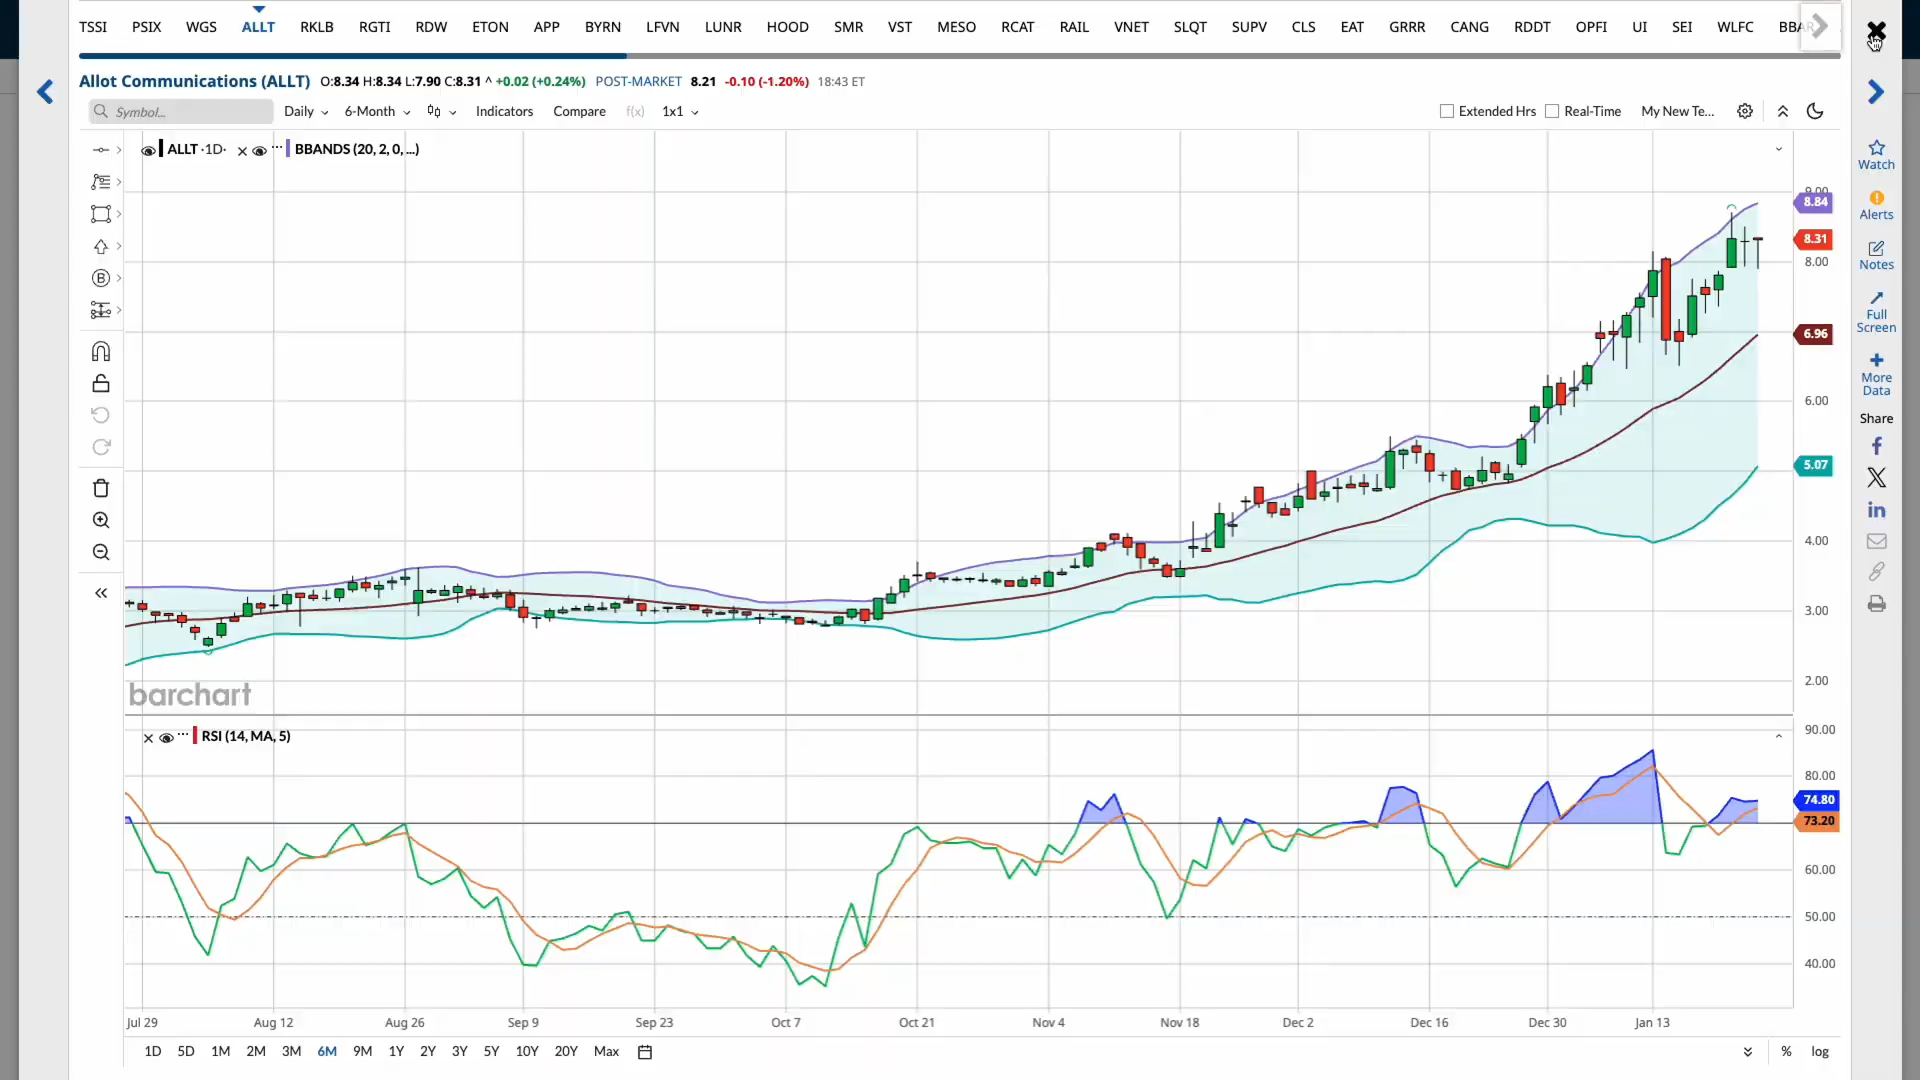 TSSI PSIX WGS ALLT RKLB RGTI RDW ETON APP BYRN LFVN LUNR HOOD SMR VST MESO RCAT RAIL VNET SLQT SUPV CLS EAT GRRR CANG RDDT OPFI UI SEI WLFC
Allot Communications (ALLT) O:8.34 H:8.34 L:7.90 C:8.31 ^ +0.02 (+0.24%) POST-MARKET 8.21 -0.10 (-1.20%) 18:43 ET
Symbol... Daily 6-Month Indicators Compare f(x) 1x1 Extended Hrs Real-Time My New Te...
ALLT ·1D· BBANDS (20, 2, 0, ...)
9.00
8.84
8.31
8.00
6.96
6.00
5.07
4.00
3.00
2.00
barchart
RSI (14, MA, 5)
90.00
80.00
74.80
73.20
60.00
50.00
40.00
Jul 29 Aug 12 Aug 26 Sep 9 Sep 23 Oct 7 Oct 21 Nov 4 Nov 18 Dec 2 Dec 16 Dec 30 Jan 13
1D 5D 1M 2M 3M 6M 9M 1Y 2Y 3Y 5Y 10Y 20Y Max % log
Watch
Alerts
Notes
Full
Screen
More
Data
Share